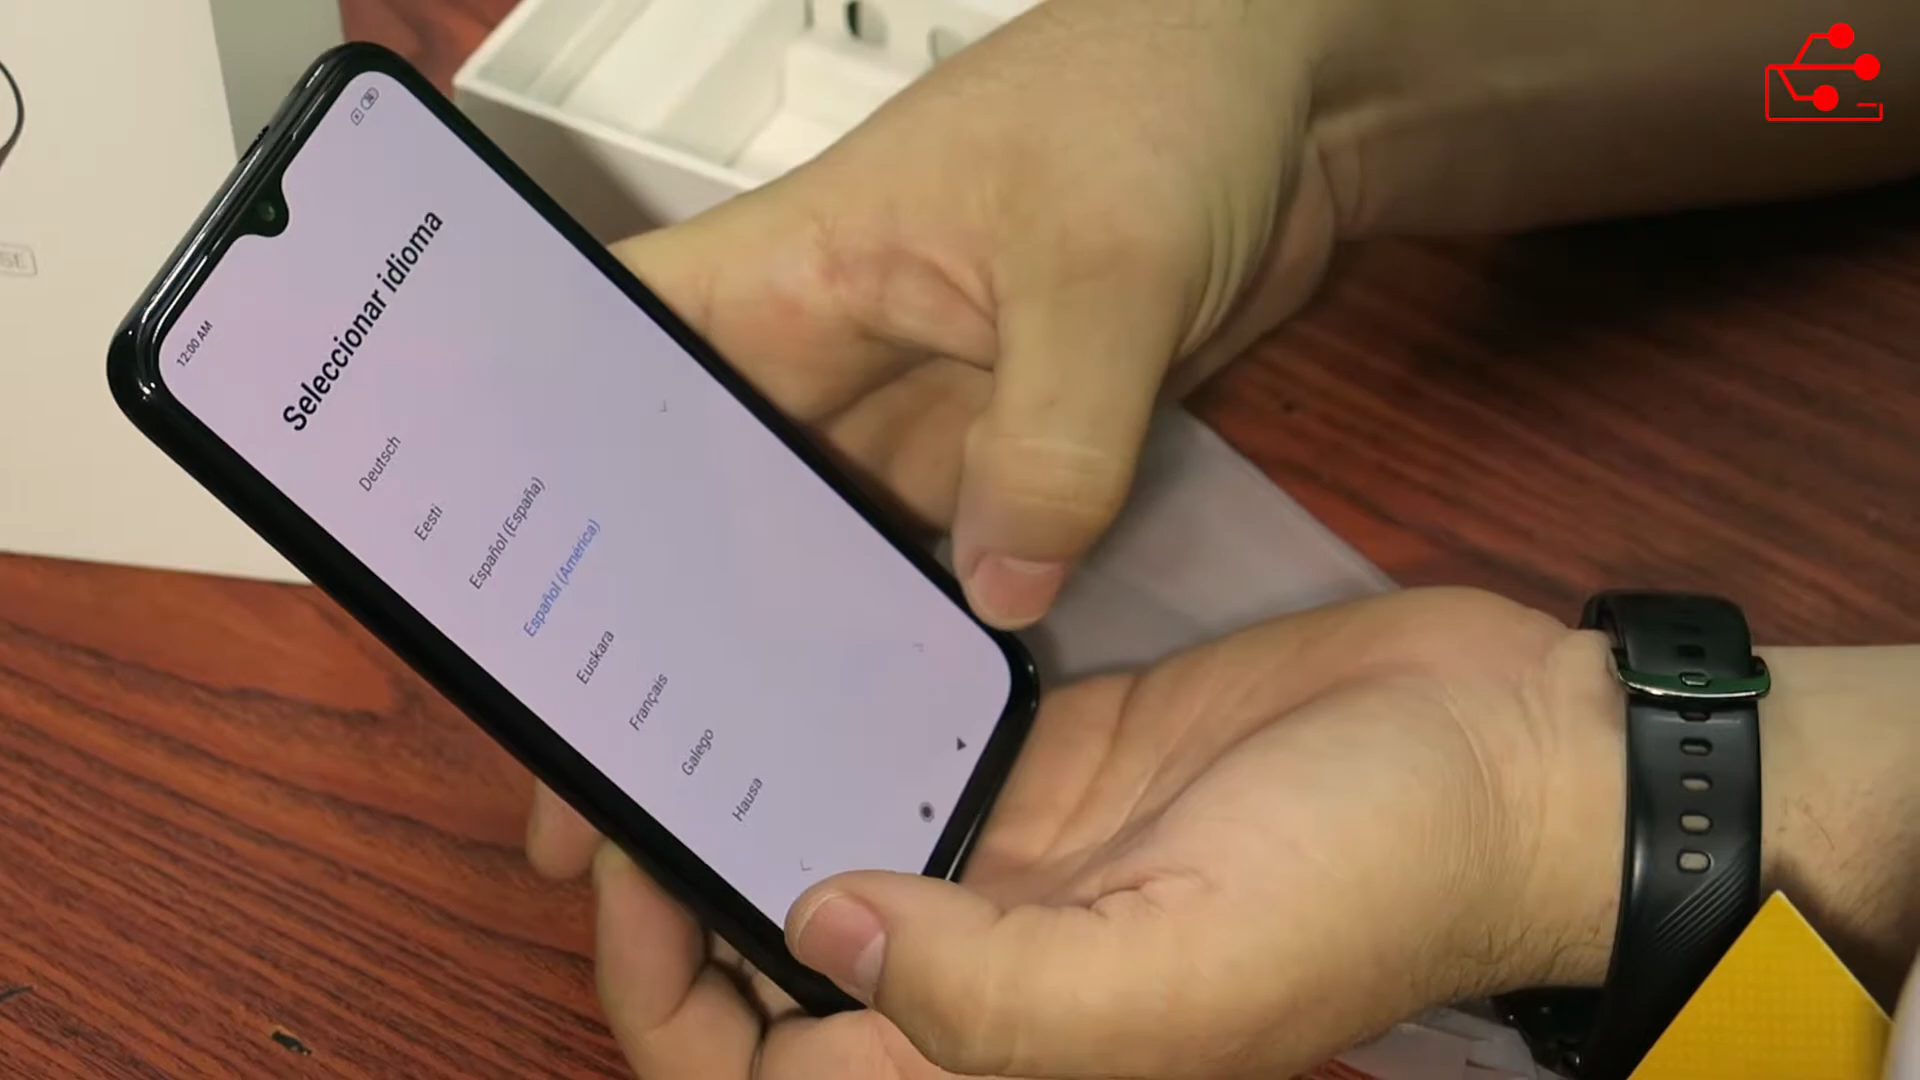 12:00 AM
Seleccionar idioma
Deutsch
Eesti
Español (España)
Español (América)
Euskara
Français
Galego
Hausa